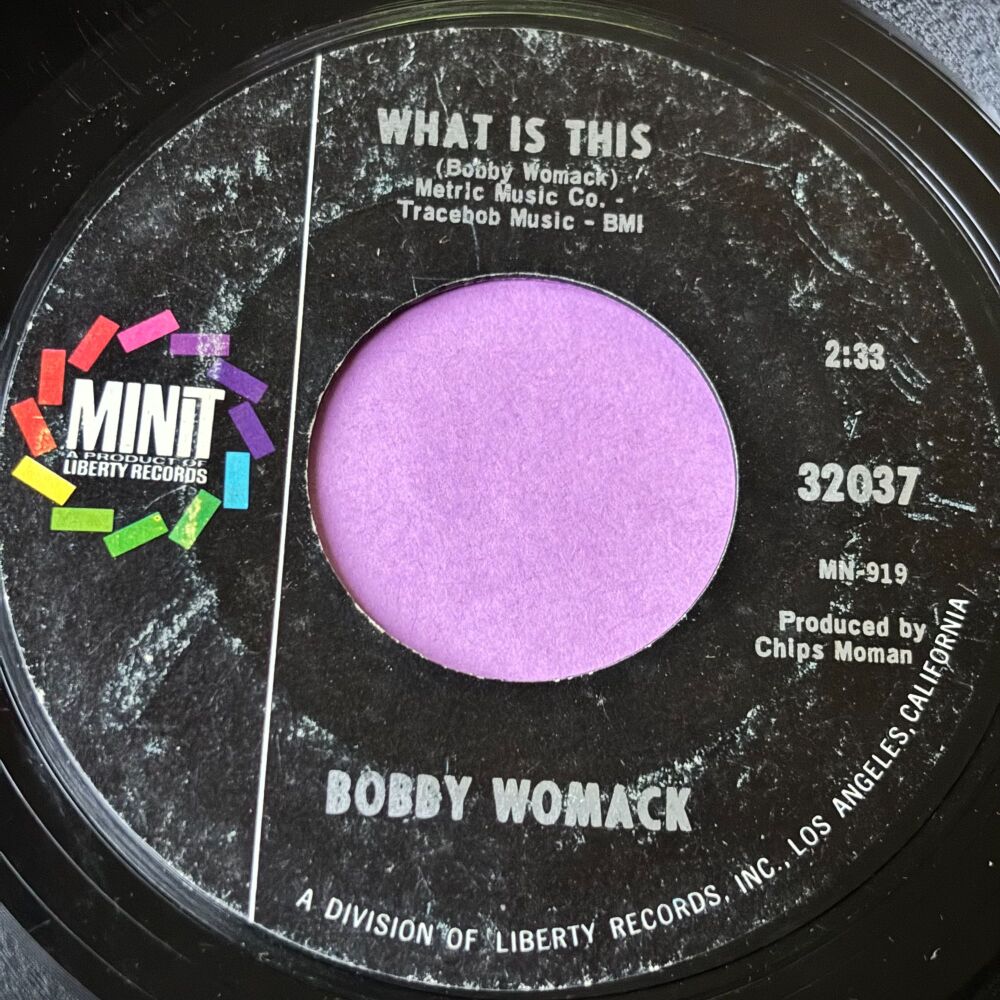 WHAT IS THIS
(Bobby Womack)
Metric Music Co. -
Tracebob Music - BMI
2:33
MINIT
A PRODUCT OF
LIBERTY RECORDS
32037
MN-919
Produced by
Chips Moman
BOBBY WOMACK
A DIVISION OF LIBERTY RECORDS, INC., LOS ANGELES, CALIFORNIA